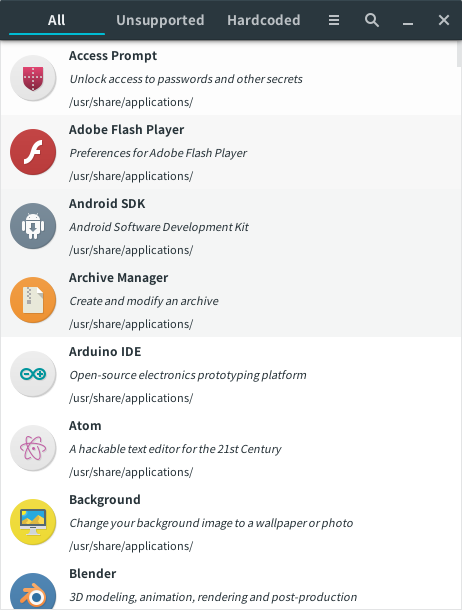 All Unsupported Hardcoded
Access Prompt
Unlock access to passwords and other secrets
/usr/share/applications/
Adobe Flash Player
Preferences for Adobe Flash Player
/usr/share/applications/
Android SDK
Android Software Development Kit
/usr/share/applications/
Archive Manager
Create and modify an archive
/usr/share/applications/
Arduino IDE
Open-source electronics prototyping platform
/usr/share/applications/
Atom
A hackable text editor for the 21st Century
/usr/share/applications/
Background
Change your background image to a wallpaper or photo
/usr/share/applications/
Blender
3D modeling, animation, rendering and post-production